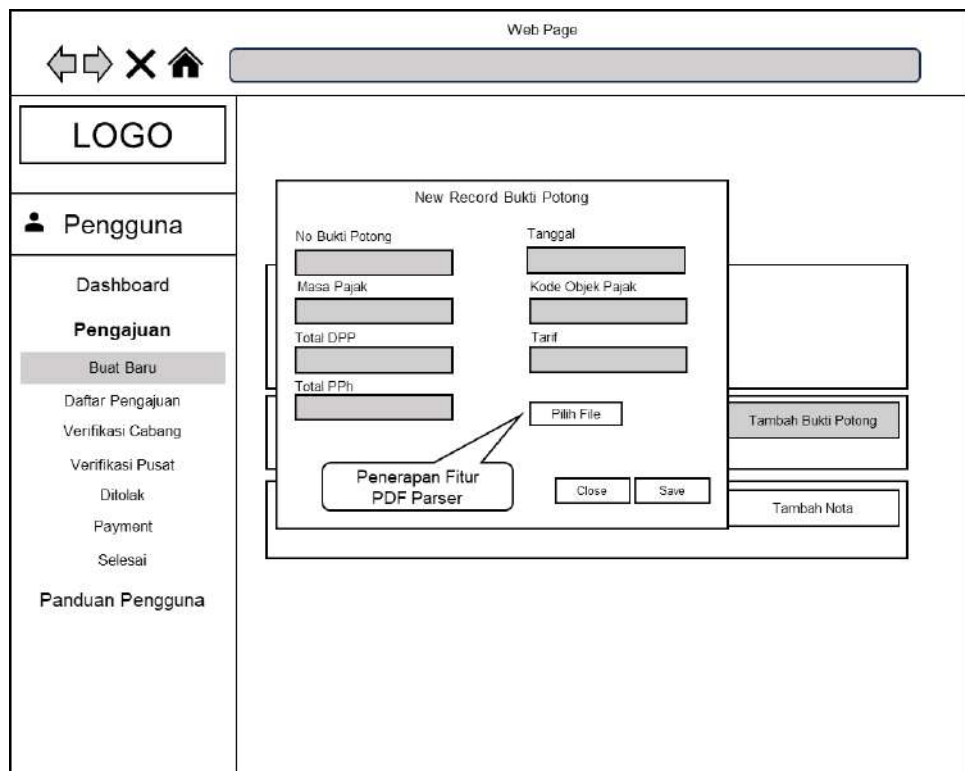 Web Page
LOGO
Pengguna
Dashboard
Pengajuan
Buat Baru
Daftar Pengajuan
Verifikasi Cabang
Verifikasi Pusat
Ditolak
Payment
Selesai
Panduan Pengguna
New Record Bukti Potong
No Bukti Potong
Tanggal
Masa Pajak
Kode Objek Pajak
Total DPP
Tarif
Total PPh
Pilih File
Penerapan Fitur
PDF Parser
Close
Save
Tambah Bukti Potong
Tambah Nota